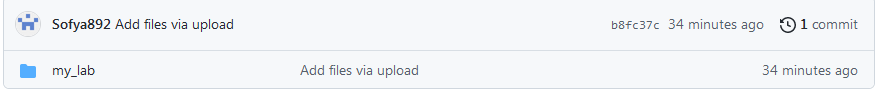 Sofya892 Add files via upload b8fc37c 34 minutes ago 1 commit
my_lab Add files via upload 34 minutes ago